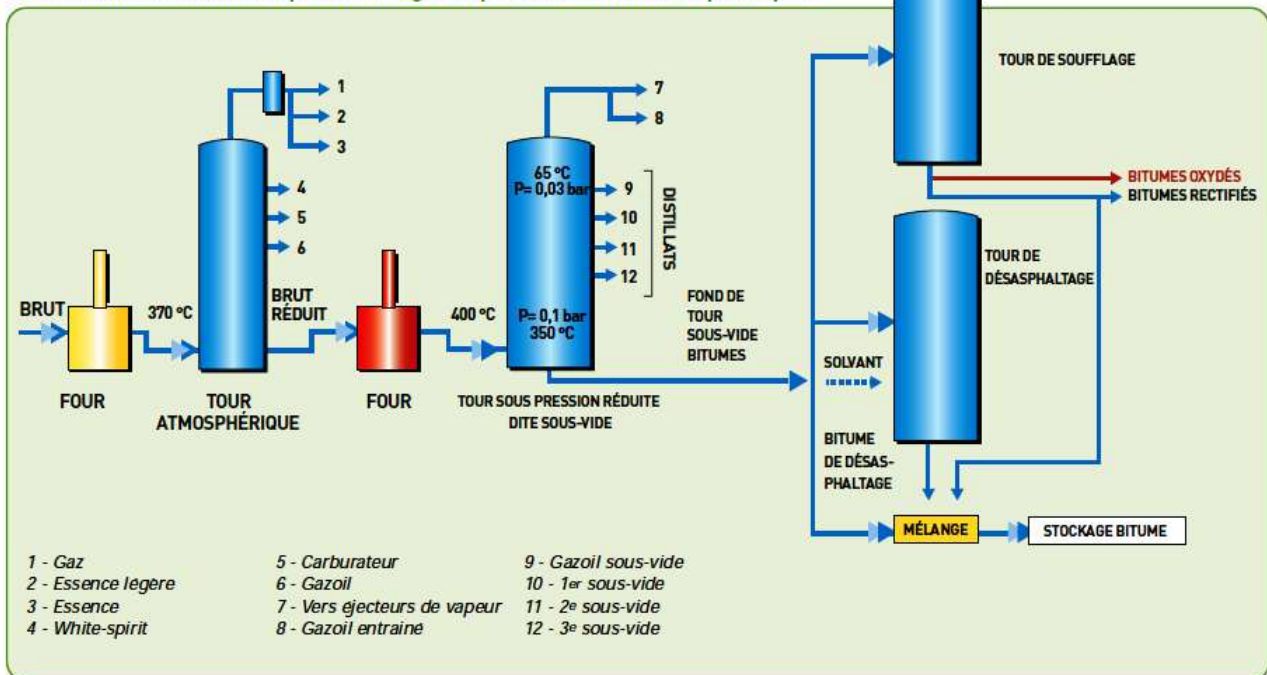 TOUR DE SOUFFLAGE
1
2
3
4
5
6
7
8
65 °C
P= 0,03 bar
9
10
11
12
DISTILLATS
BITUMES OXYDÉS
BITUMES RECTIFIÉS
TOUR DE
DÉSASPHALTAGE
BRUT
370 °C
BRUT
RÉDUIT
400 °C
P= 0,1 bar
350 °C
FOND DE
TOUR
SOUS-VIDE
BITUMES
SOLVANT
FOUR
TOUR
ATMOSPHÉRIQUE
FOUR
TOUR SOUS PRESSION RÉDUITE
DITE SOUS-VIDE
BITUME
DE DÉSAS-
PHALTAGE
MÉLANGE
STOCKAGE BITUME
1 - Gaz
2 - Essence légère
3 - Essence
4 - White-spirit
5 - Carburateur
6 - Gazoil
7 - Vers éjecteurs de vapeur
8 - Gazoil entrainé
9 - Gazoil sous-vide
10 - 1er sous-vide
11 - 2e sous-vide
12 - 3e sous-vide